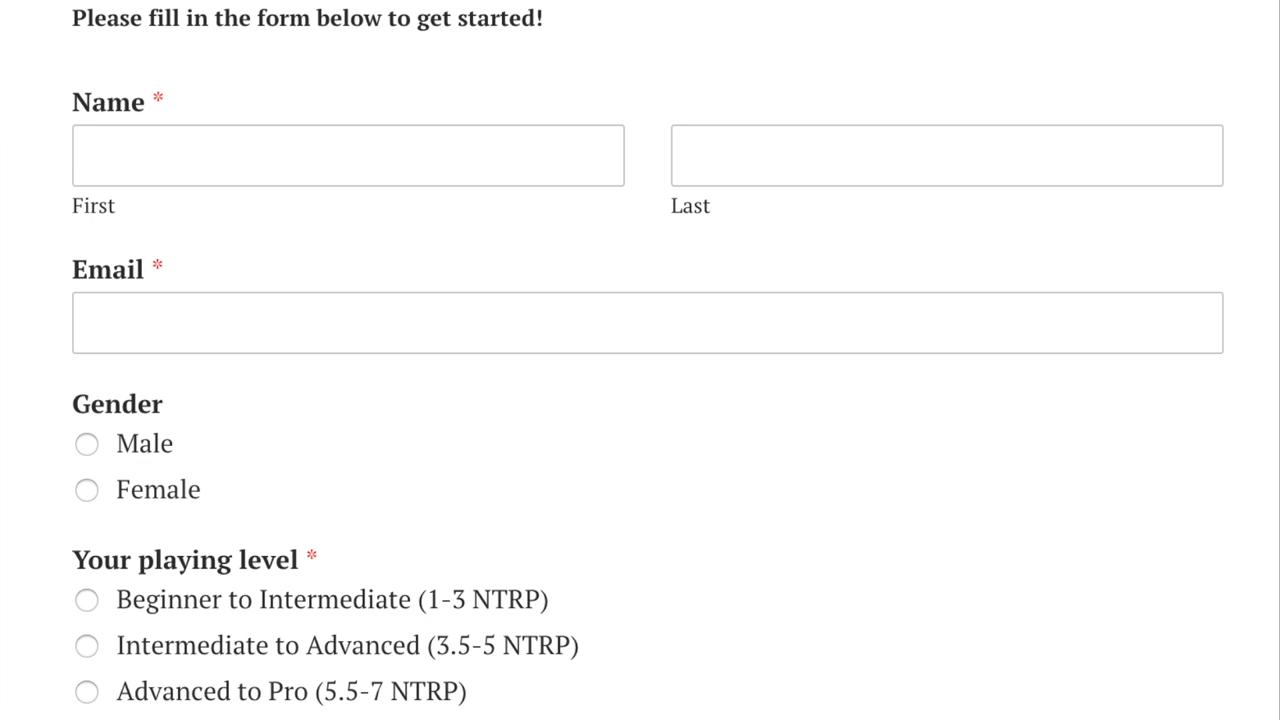 Please fill in the form below to get started!
Name *
First
Last
Email *
Gender
Male
Female
Your playing level *
Beginner to Intermediate (1-3 NTRP)
Intermediate to Advanced (3.5-5 NTRP)
Advanced to Pro (5.5-7 NTRP)